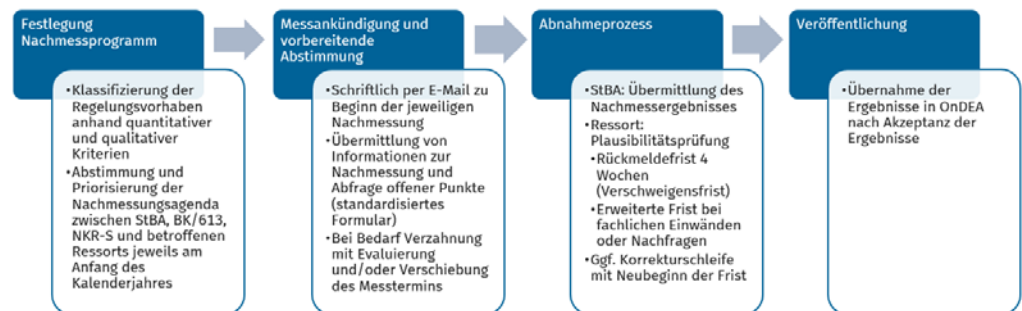 Festlegung
Nachmessprogramm
•Klassifizierung der
Regelungsvorhaben
anhand quantitativer
und qualitativer
Kriterien
•Abstimmung und
Priorisierung der
Nachmessungsagenda
zwischen StBA, BK/613,
NKR-S und betroffenen
Ressorts jeweils am
Anfang des
Kalenderjahres
Messankündigung und
vorbereitende
Abstimmung
•Schriftlich per E-Mail zu
Beginn der jeweiligen
Nachmessung
•Übermittlung von
Informationen zur
Nachmessung und
Abfrage offener Punkte
(standardisiertes
Formular)
•Bei Bedarf Verzahnung
mit Evaluierung
und/oder Verschiebung
des Messtermins
Abnahmeprozess
•StBA: Übermittlung des
Nachmessergebnisses
•Ressort:
Plausibilitätsprüfung
•Rückmeldefrist 4
Wochen
(Verschweigensfrist)
•Erweiterte Frist bei
fachlichen Einwänden
oder Nachfragen
•Ggf. Korrekturschleife
mit Neubeginn der Frist
Veröffentlichung
•Übernahme der
Ergebnisse in OnDEA
nach Akzeptanz der
Ergebnisse